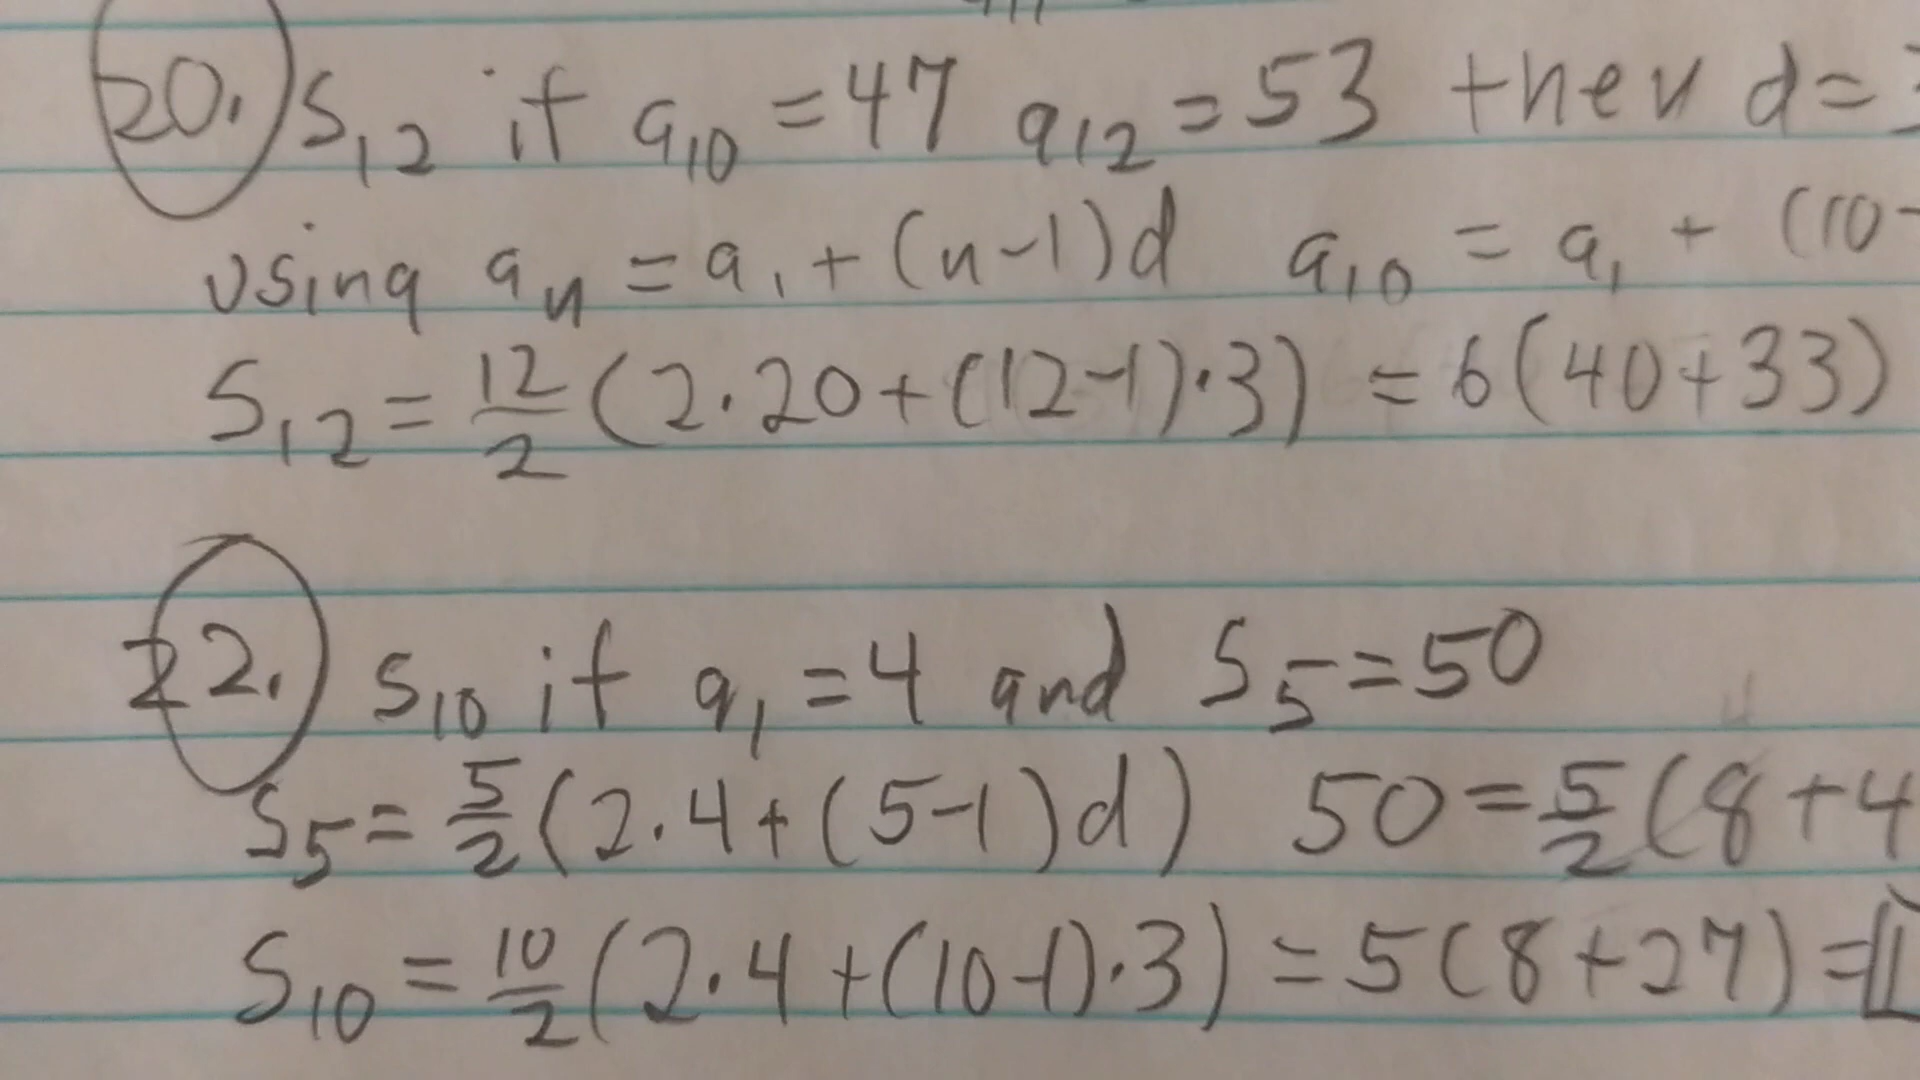 20. S₁₂ if a₁₀ = 47 a₁₂ = 53 then d =
using aₙ = a₁ + (n-1)d a₁₀ = a₁ + (10-
S₁₂ = 12/2 (2·20 + (12-1)·3) = 6(40+33)
22. S₁₀ if a₁ = 4 and S₅ = 50
S₅ = 5/2 (2·4 + (5-1)d) 50 = 5/2 (8+4
S₁₀ = 10/2 (2·4 + (10-1)·3) = 5(8+27) =